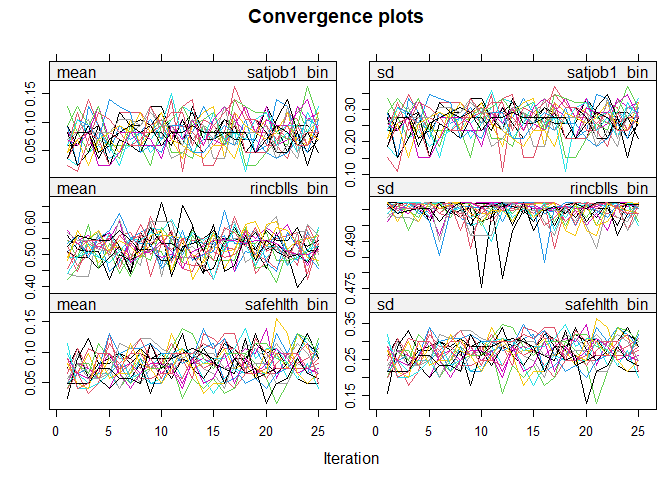 Convergence plots
mean satjob1_bin
sd satjob1_bin
0.05 0.10 0.15
0.10 0.20 0.30
mean rincblls_bin
sd rincblls_bin
0.40 0.50 0.60
0.475 0.490
mean safehlth_bin
sd safehlth_bin
0.05 0.10 0.15
0.15 0.25 0.35
0 5 10 15 20 25
0 5 10 15 20 25
Iteration